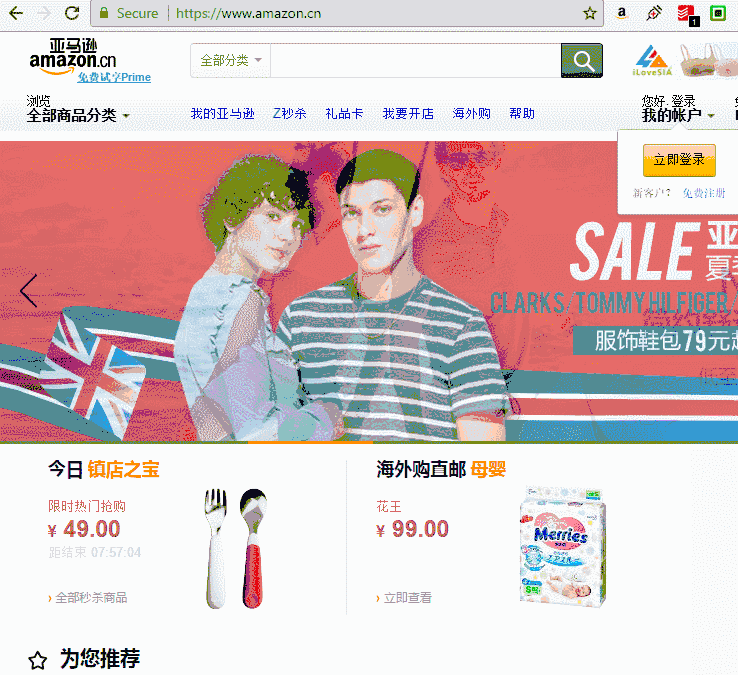 Secure https://www.amazon.cn
1
亚马逊
amazon.cn
免费试字Prime
全部分类
iLoveSIA
浏览
全部商品分类
我的亚马逊 Z秒杀 礼品卡 我要开店 海外购 帮助
您好, 登录
我的帐户
立即登录
新客户? 免费注册
SALE 亚
夏季
CLARKS/TOMMY HILFIGER/
服饰鞋包79元起
今日 镇店之宝
限时热门抢购
¥ 49.00
距结束 07:57:04
› 全部秒杀商品
海外购直邮 母婴
花王
¥ 99.00
› 立即查看
Merries
为您推荐